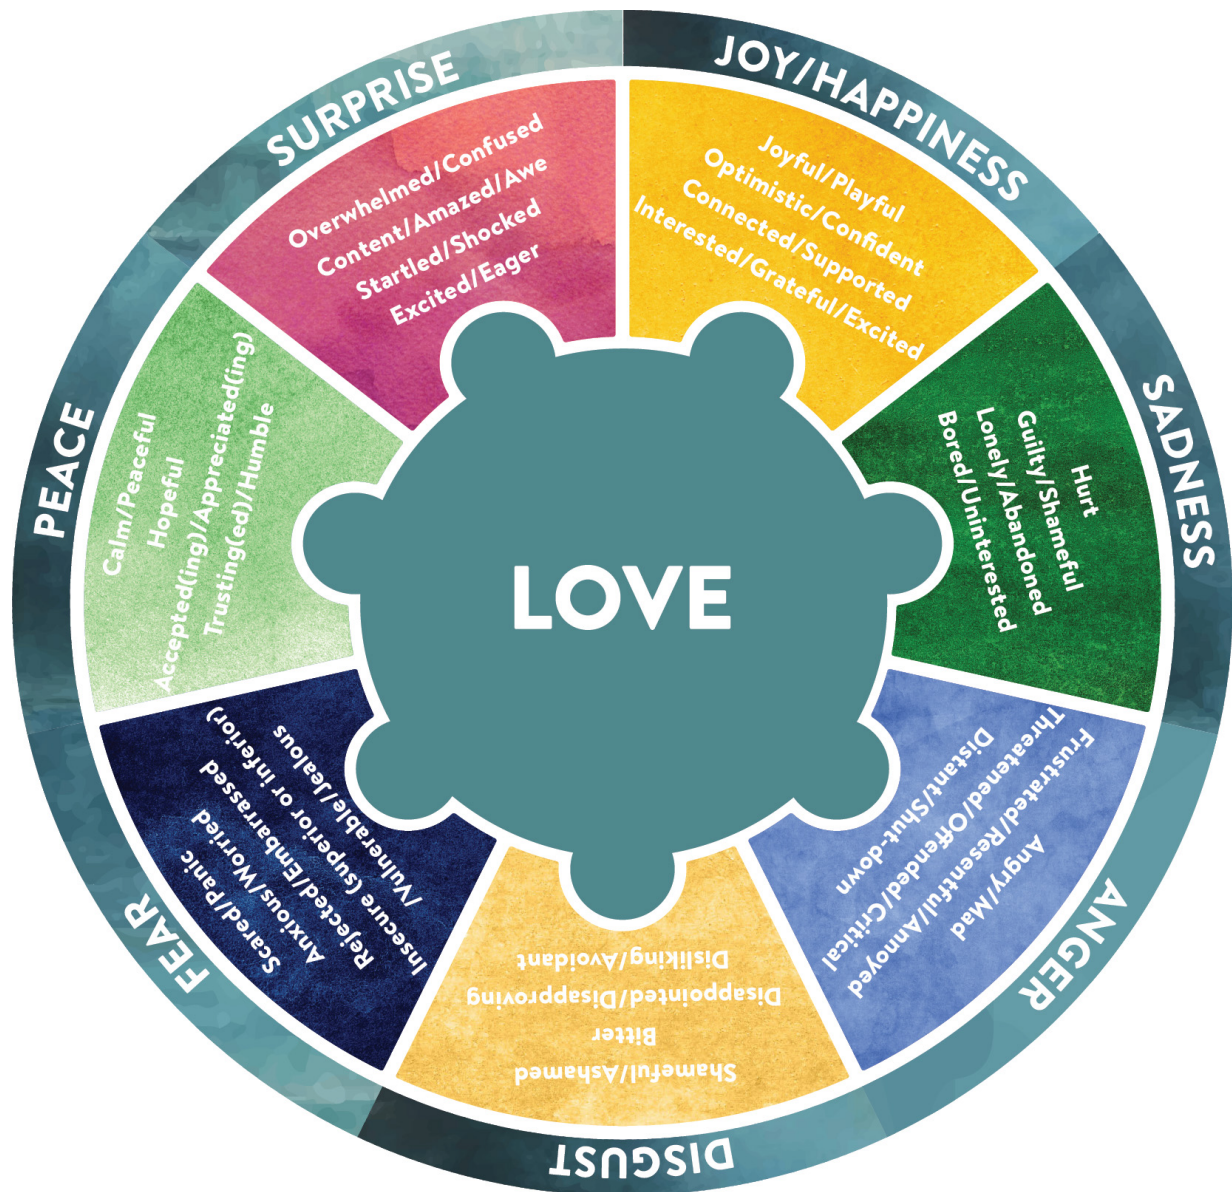 JOY/HAPPINESS
Joyful/Playful
Optimistic/Confident
Connected/Supported
Interested/Grateful/Excited
SADNESS
Hurt
Guilty/Shameful
Lonely/Abandoned
Bored/Uninterested
ANGER
Angry/Mad
Frustrated/Resentful/Annoyed
Threatened/Offended/Critical
Distant/Shut-down
DISGUST
Shameful/Ashamed
Bitter
Disappointed/Disapproving
Disliking/Avoidant
FEAR
Scared/Panic
Anxious/Worried
Rejected/Embarrassed
Insecure (superior or inferior)
/Vulnerable/Jealous
PEACE
Calm/Peaceful
Hopeful
Accepted(ing)/Appreciated(ing)
Trusting(ed)/Humble
SURPRISE
Overwhelmed/Confused
Content/Amazed/Awe
Startled/Shocked
Excited/Eager
LOVE